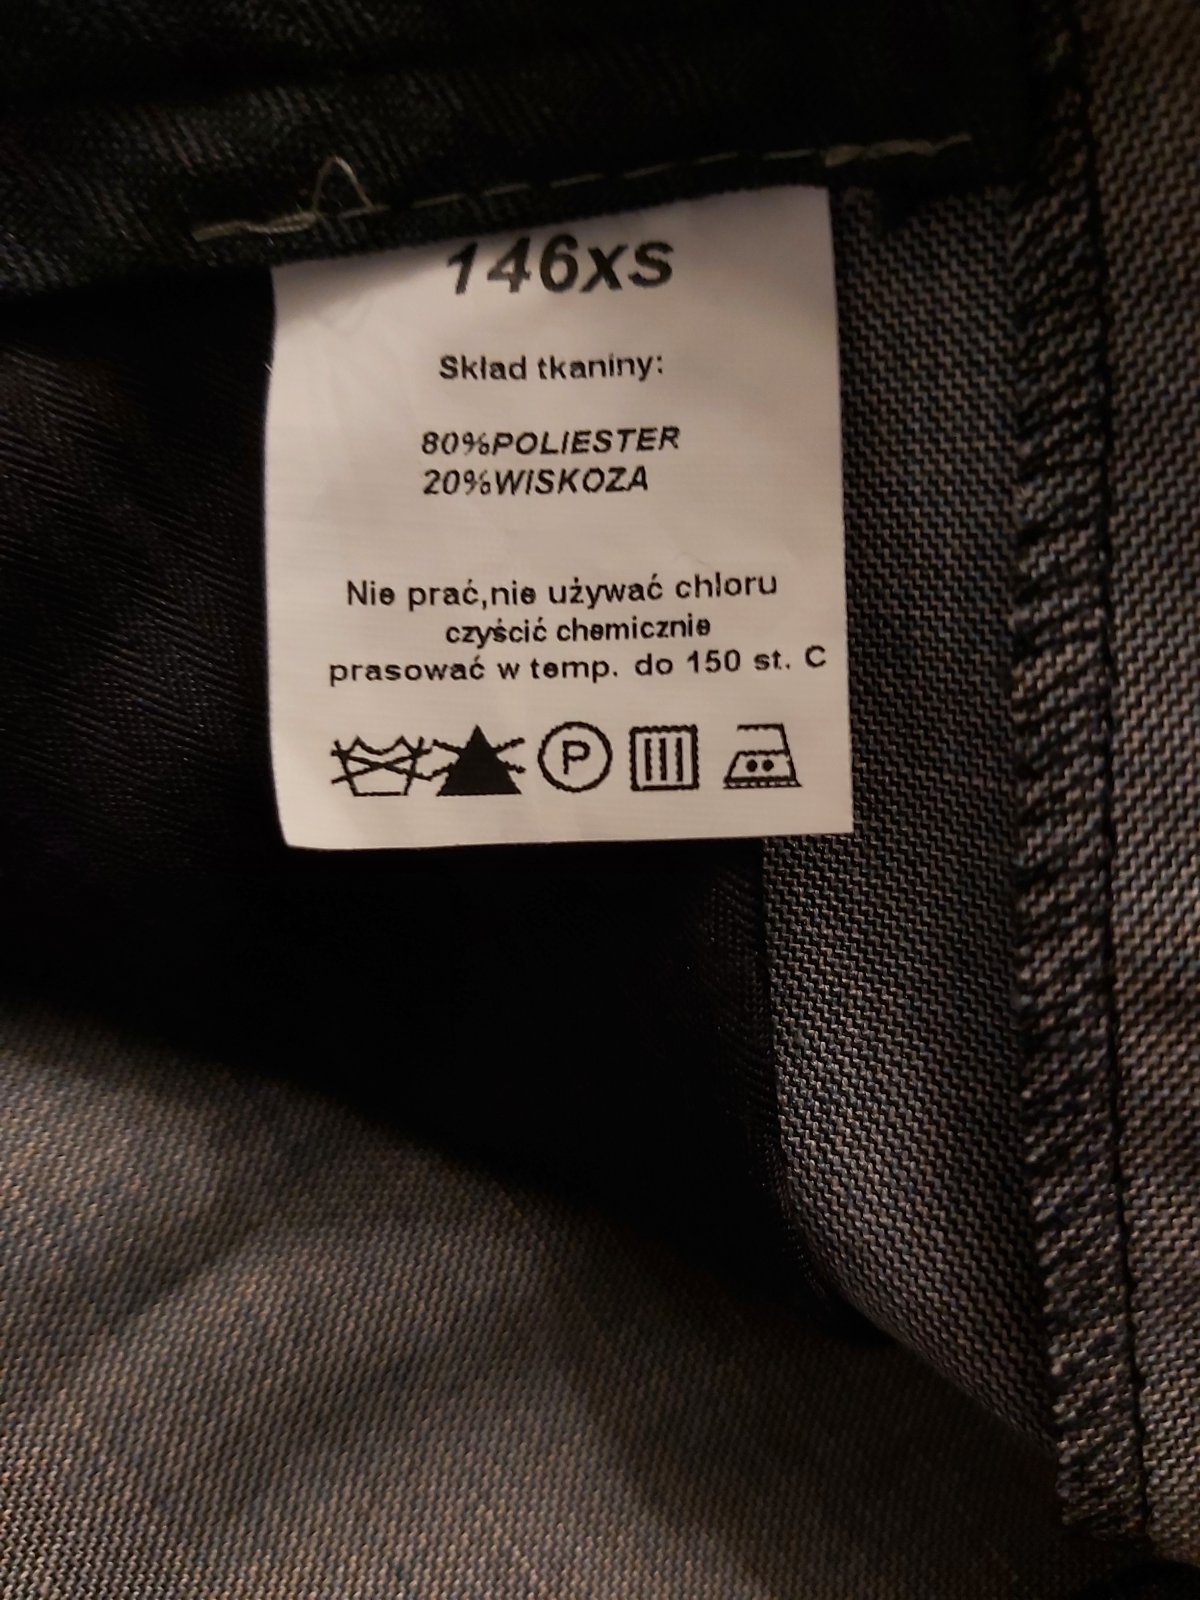 146xs
Skład tkaniny:
80%POLIESTER
20%WISKOZA
Nie prać,nie używać chloru
czyścić chemicznie
prasować w temp. do 150 st. C
P